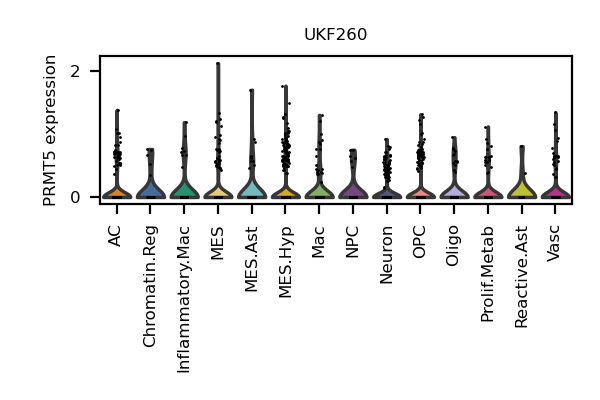 UKF260
PRMT5 expression
2
0
AC
Chromatin.Reg
Inflammatory.Mac
MES
MES.Ast
MES.Hyp
Mac
NPC
Neuron
OPC
Oligo
Prolif.Metab
Reactive.Ast
Vasc